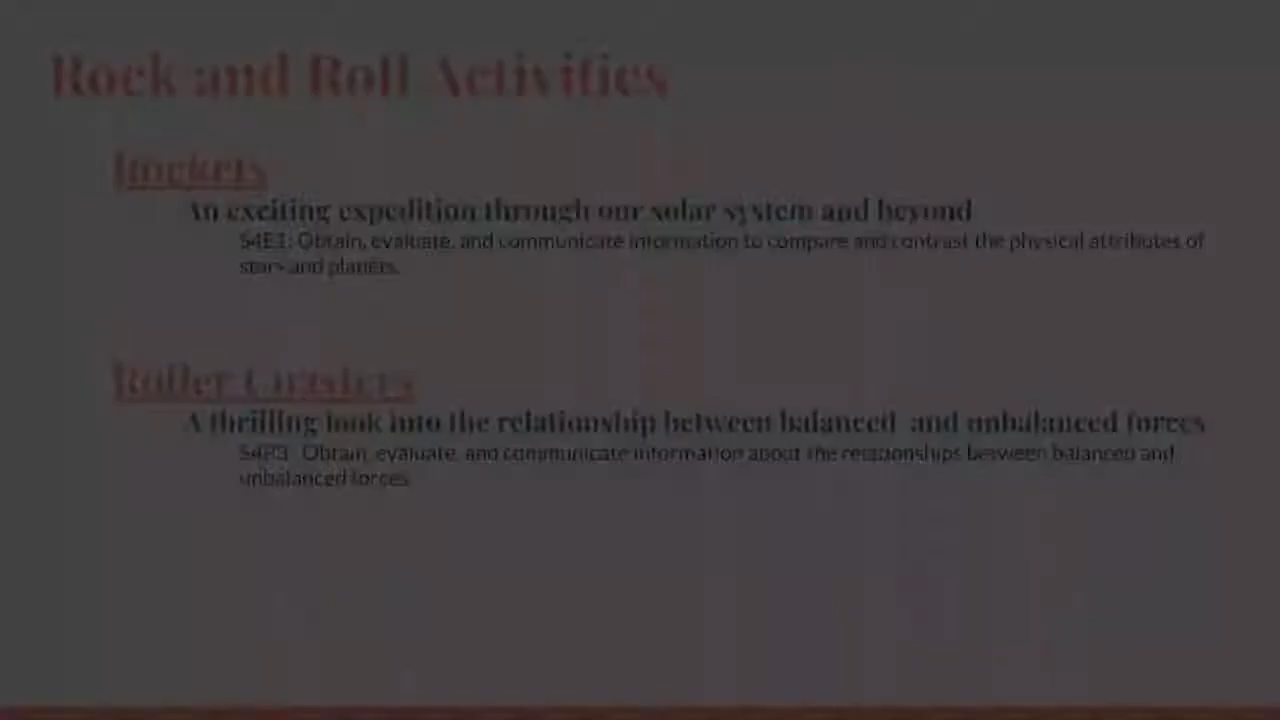 Rock and Roll Activities
Rockets
An exciting expedition through our solar system and beyond
S4E1: Obtain, evaluate, and communicate information to compare and contrast the physical attributes of
stars and planets.
Roller Coasters
A thrilling look into the relationship between balanced and unbalanced forces
S4P3: Obtain, evaluate, and communicate information about the relationships between balanced and
unbalanced forces.